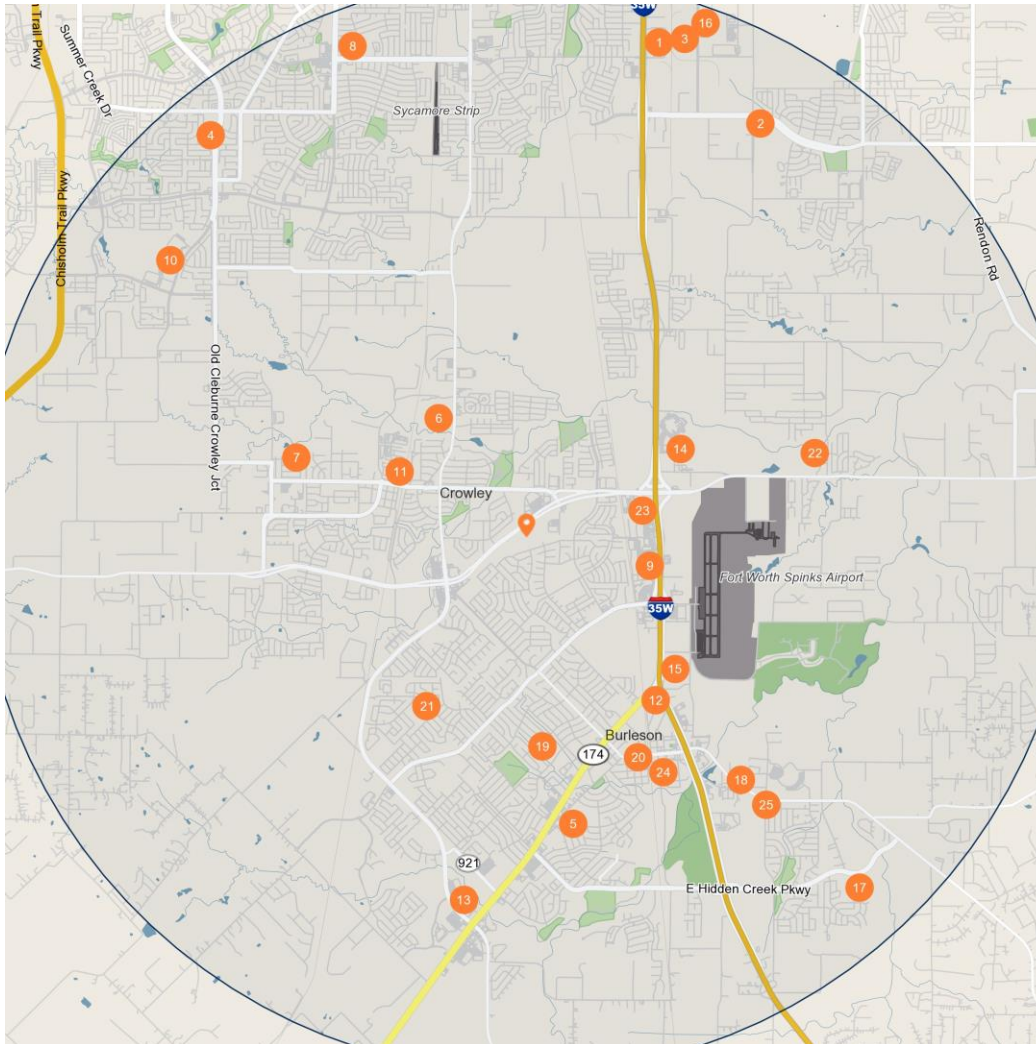 35W
n Trail Pkwy
Summer Creek Dr
8
1
3
16
Sycamore Strip
4
2
Chisholm Trail Pkwy
10
Rendon Rd
Old Cleburne Crowley Jct
6
7
11
14
22
Crowley
23
9
Fort Worth Spinks Airport
35W
15
21
12
Burleson
19
174
20
24
18
25
5
921
13
E Hidden Creek Pkwy
17